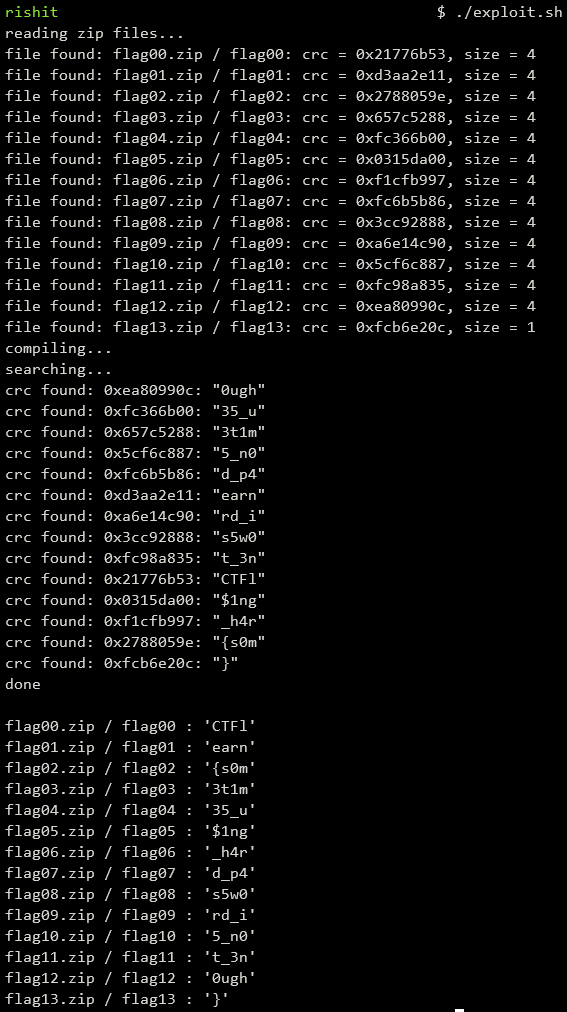 rishit $ ./exploit.sh
reading zip files...
file found: flag00.zip / flag00: crc = 0x21776b53, size = 4
file found: flag01.zip / flag01: crc = 0xd3aa2e11, size = 4
file found: flag02.zip / flag02: crc = 0x2788059e, size = 4
file found: flag03.zip / flag03: crc = 0x657c5288, size = 4
file found: flag04.zip / flag04: crc = 0xfc366b00, size = 4
file found: flag05.zip / flag05: crc = 0x0315da00, size = 4
file found: flag06.zip / flag06: crc = 0xf1cfb997, size = 4
file found: flag07.zip / flag07: crc = 0xfc6b5b86, size = 4
file found: flag08.zip / flag08: crc = 0x3cc92888, size = 4
file found: flag09.zip / flag09: crc = 0xa6e14c90, size = 4
file found: flag10.zip / flag10: crc = 0x5cf6c887, size = 4
file found: flag11.zip / flag11: crc = 0xfc98a835, size = 4
file found: flag12.zip / flag12: crc = 0xea80990c, size = 4
file found: flag13.zip / flag13: crc = 0xfcb6e20c, size = 1
compiling...
searching...
crc found: 0xea80990c: "0ugh"
crc found: 0xfc366b00: "35_u"
crc found: 0x657c5288: "3t1m"
crc found: 0x5cf6c887: "5_n0"
crc found: 0xfc6b5b86: "d_p4"
crc found: 0xd3aa2e11: "earn"
crc found: 0xa6e14c90: "rd_i"
crc found: 0x3cc92888: "s5w0"
crc found: 0xfc98a835: "t_3n"
crc found: 0x21776b53: "CTFl"
crc found: 0x0315da00: "$1ng"
crc found: 0xf1cfb997: "_h4r"
crc found: 0x2788059e: "{s0m"
crc found: 0xfcb6e20c: "}"
done
flag00.zip / flag00 : 'CTFl'
flag01.zip / flag01 : 'earn'
flag02.zip / flag02 : '{s0m'
flag03.zip / flag03 : '3t1m'
flag04.zip / flag04 : '35_u'
flag05.zip / flag05 : '$1ng'
flag06.zip / flag06 : '_h4r'
flag07.zip / flag07 : 'd_p4'
flag08.zip / flag08 : 's5w0'
flag09.zip / flag09 : 'rd_i'
flag10.zip / flag10 : '5_n0'
flag11.zip / flag11 : 't_3n'
flag12.zip / flag12 : '0ugh'
flag13.zip / flag13 : '}'